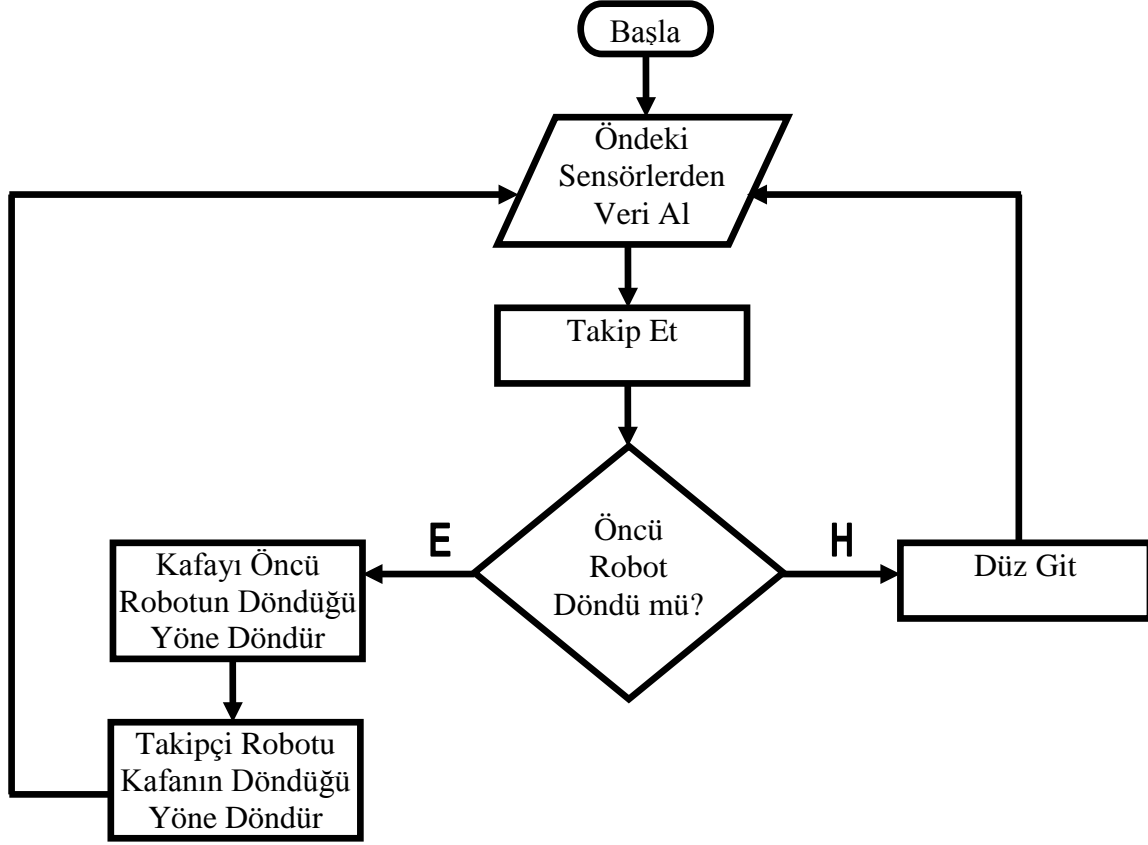 Başla
Öndeki
Sensörlerden
Veri Al
Takip Et
Öncü
Robot
Döndü mü?
E
H
Kafayı Öncü
Robotun Döndüğü
Yöne Döndür
Düz Git
Takipçi Robotu
Kafanın Döndüğü
Yöne Döndür